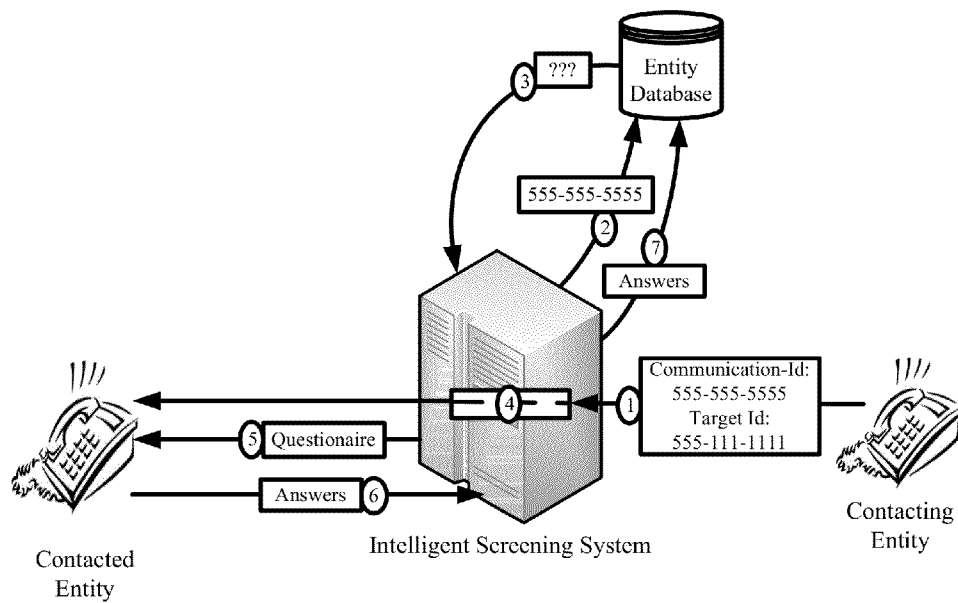 3
???
Entity
Database
555-555-5555
2
7
Answers
Communication-Id:
555-555-5555
Target Id:
555-111-1111
4
1
5
Questionaire
Answers
6
Intelligent Screening System
Contacted
Entity
Contacting
Entity